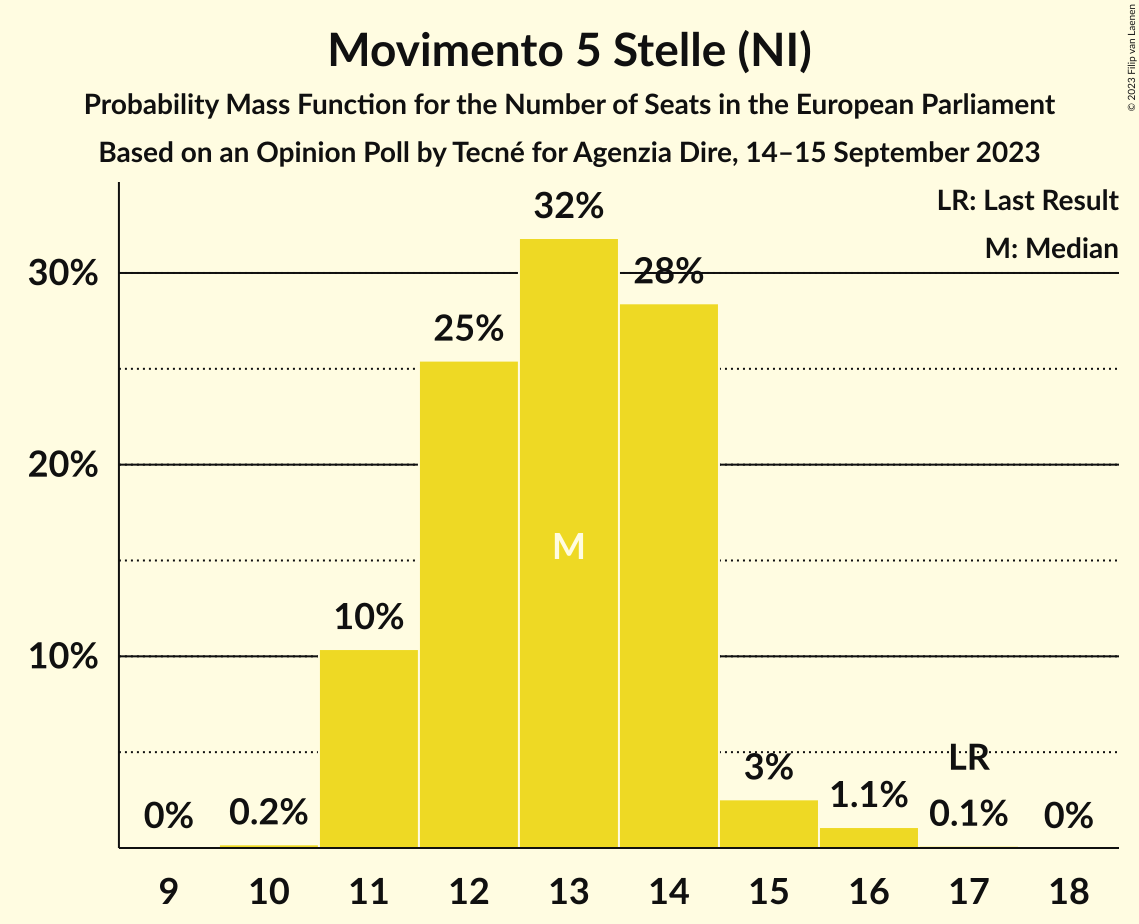 Movimento 5 Stelle (NI)
Probability Mass Function for the Number of Seats in the European Parliament
Based on an Opinion Poll by Tecné for Agenzia Dire, 14–15 September 2023
© 2023 Filip van Laenen
LR: Last Result
M: Median
30%
20%
10%
0%
0.2%
10%
25%
32%
M
28%
3%
1.1%
LR
0.1%
0%
9 10 11 12 13 14 15 16 17 18